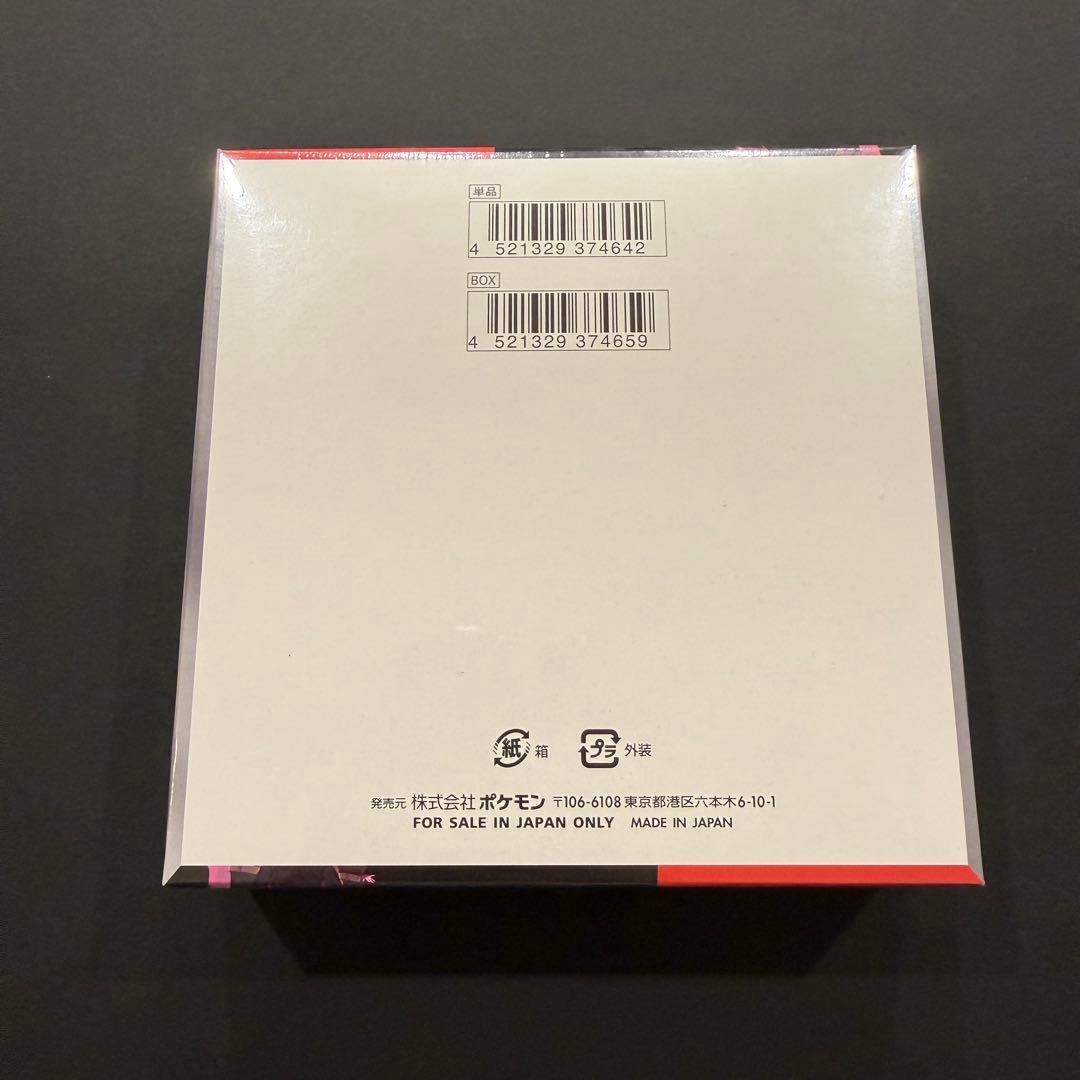 単品
4 521329 374642
BOX
4 521329 374659
紙 箱 プラ 外装
発売元 株式会社 ポケモン 〒106-6108 東京都港区六本木6-10-1
FOR SALE IN JAPAN ONLY MADE IN JAPAN